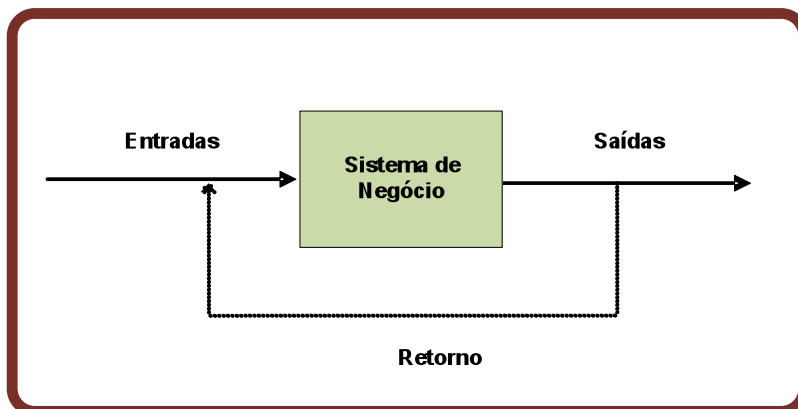 Entradas
Sistema de
Negócio
Saídas
Retorno